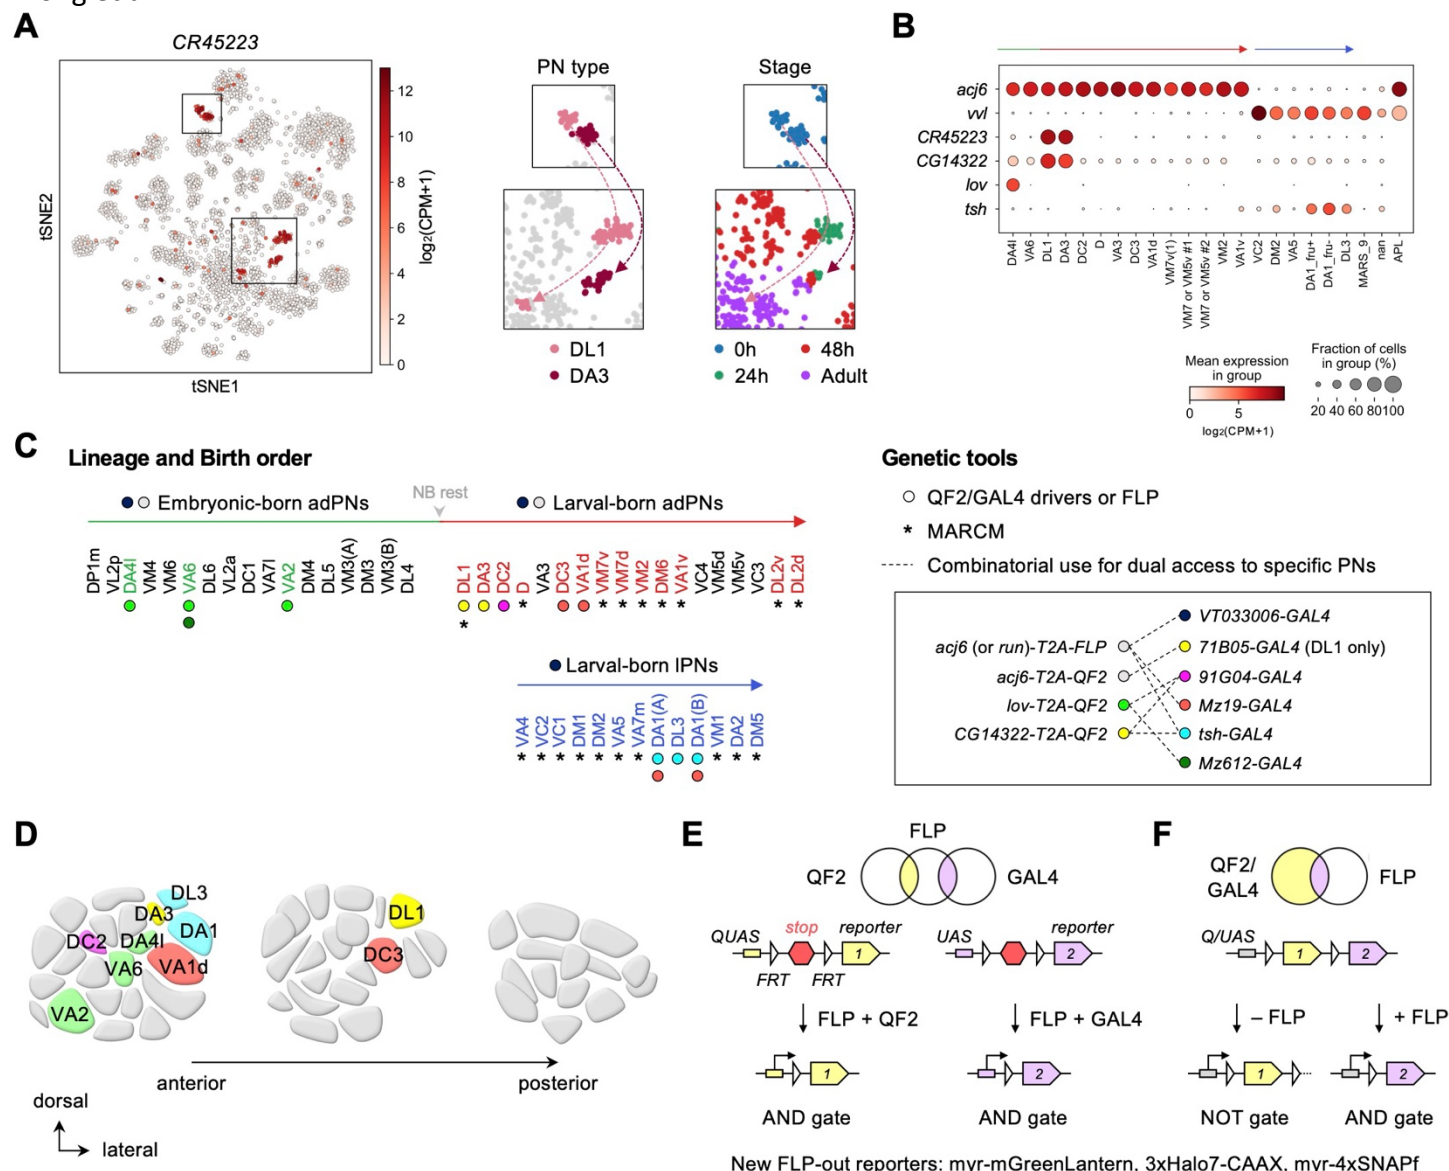 A
CR45223
tSNE2
tSNE1
12
10
8
6
4
2
0
log2(CPM+1)
PN type
DL1
DA3
Stage
0h
48h
24h
Adult
B
acj6
vvl
CR45223
CG14322
lov
tsh
DA4l
VA6
DL1
DA3
DC2
D
VA3
DC3
VA1d
VM7v(1)
VM7 or VM5v #1
VM7 or VM5v #2
VM2
VA1v
VC2
DM2
VA5
DA1_fru+
DA1_fru-
DL3
MARS_9
nan
APL
Mean expression
in group
0 5
log2(CPM+1)
Fraction of cells
in group (%)
20 40 60 80100
C
Lineage and Birth order
Embryonic-born adPNs
NB rest
Larval-born adPNs
DP1m
VL2p
DA4l
VM4
VM6
VA6
DL6
VL2a
DC1
VA7l
VA2
DM4
DL5
VM3(A)
DM3
VM3(B)
DL4
DL1
DA3
DC2
D
VA3
DC3
VA1d
VM7v
VM7d
VM2
DM6
VA1v
VC4
VM5d
VM5v
VC3
DL2v
DL2d
* * * * * * * *
*
Larval-born lPNs
VA4
VC2
VC1
DM1
DM2
VA5
VA7m
DA1(A)
DL3
DA1(B)
VM1
DA2
DM5
* * * * * * * * * *
Genetic tools
QF2/GAL4 drivers or FLP
* MARCM
Combinatorial use for dual access to specific PNs
acj6 (or run)-T2A-FLP
acj6-T2A-QF2
lov-T2A-QF2
CG14322-T2A-QF2
VT033006-GAL4
71B05-GAL4 (DL1 only)
91G04-GAL4
Mz19-GAL4
tsh-GAL4
Mz612-GAL4
D
DL3
DA3
DA1
DC2
DA4l
VA6
VA1d
VA2
DL1
DC3
anterior
posterior
dorsal
lateral
E
FLP
QF2
GAL4
QUAS
stop
reporter
1
FRT
FRT
FLP + QF2
1
AND gate
UAS
reporter
2
FLP + GAL4
2
AND gate
F
QF2/
GAL4
FLP
Q/UAS
1
2
– FLP
+ FLP
1
2
NOT gate
AND gate
New FLP-out reporters: myr-mGreenLantern, 3xHalo7-CAAX, myr-4xSNAPf